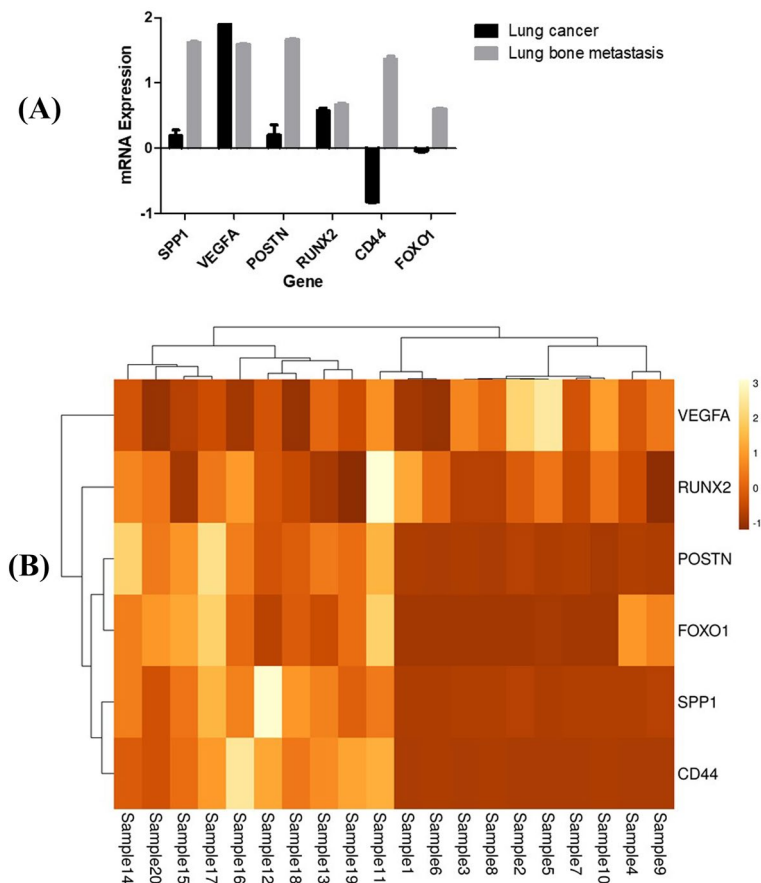 (A)
mRNA Expression
2
1
0
-1
SPP1
VEGFA
POSTN
RUNX2
CD44
FOXO1
Gene
Lung cancer
Lung bone metastasis
(B)
VEGFA
RUNX2
POSTN
FOXO1
SPP1
CD44
3
2
1
0
-1
Sample14
Sample20
Sample15
Sample17
Sample16
Sample12
Sample18
Sample13
Sample19
Sample11
Sample1
Sample6
Sample3
Sample8
Sample2
Sample5
Sample7
Sample10
Sample4
Sample9